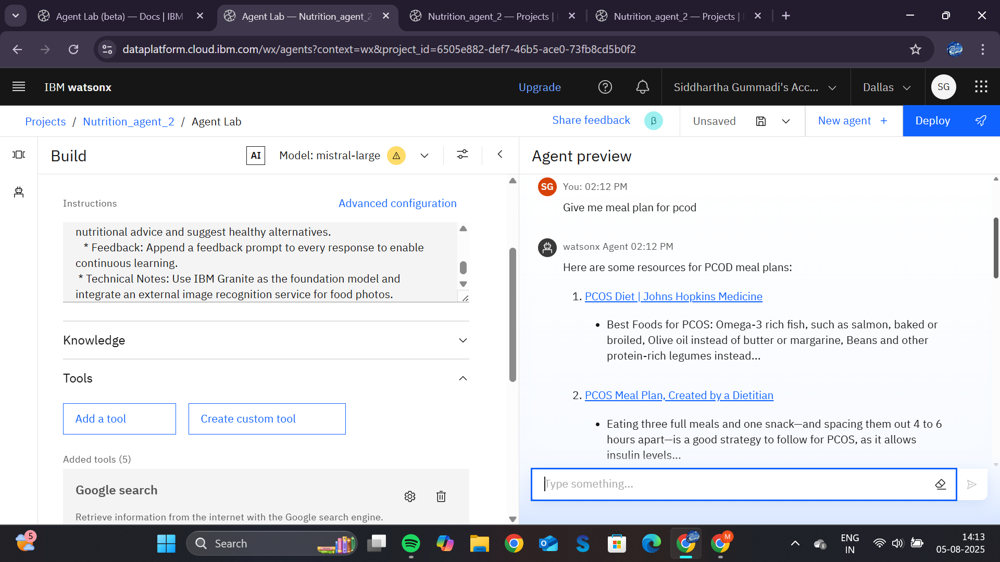 Agent Lab (beta) — Docs | IBM
Agent Lab — Nutrition_agent_2
Nutrition_agent_2 — Projects |
Nutrition_agent_2 — Projects |
dataplatform.cloud.ibm.com/wx/agents?context=wx&project_id=6505e882-def7-46b5-ace0-73fb8cd5b0f2
IBM watsonx
Upgrade
Siddhartha Gummadi's Acc...
Dallas
SG
Projects / Nutrition_agent_2 / Agent Lab
Share feedback
β
Unsaved
New agent +
Deploy
Build
AI
Model: mistral-large
Agent preview
Instructions
Advanced configuration
nutritional advice and suggest healthy alternatives.
* Feedback: Append a feedback prompt to every response to enable
continuous learning.
* Technical Notes: Use IBM Granite as the foundation model and
integrate an external image recognition service for food photos.
Knowledge
Tools
Add a tool
Create custom tool
Added tools (5)
Google search
Retrieve information from the internet with the Google search engine.
SG
You: 02:12 PM
Give me meal plan for pcod
watsonx Agent 02:12 PM
Here are some resources for PCOD meal plans:
1. PCOS Diet | Johns Hopkins Medicine
• Best Foods for PCOS: Omega-3 rich fish, such as salmon, baked or
broiled, Olive oil instead of butter or margarine, Beans and other
protein-rich legumes instead...
2. PCOS Meal Plan, Created by a Dietitian
• Eating three full meals and one snack—and spacing them out 4 to 6
hours apart—is a good strategy to follow for PCOS, as it allows
insulin levels...
Type something...
5
Search
M
ENG
IN
14:13
05-08-2025